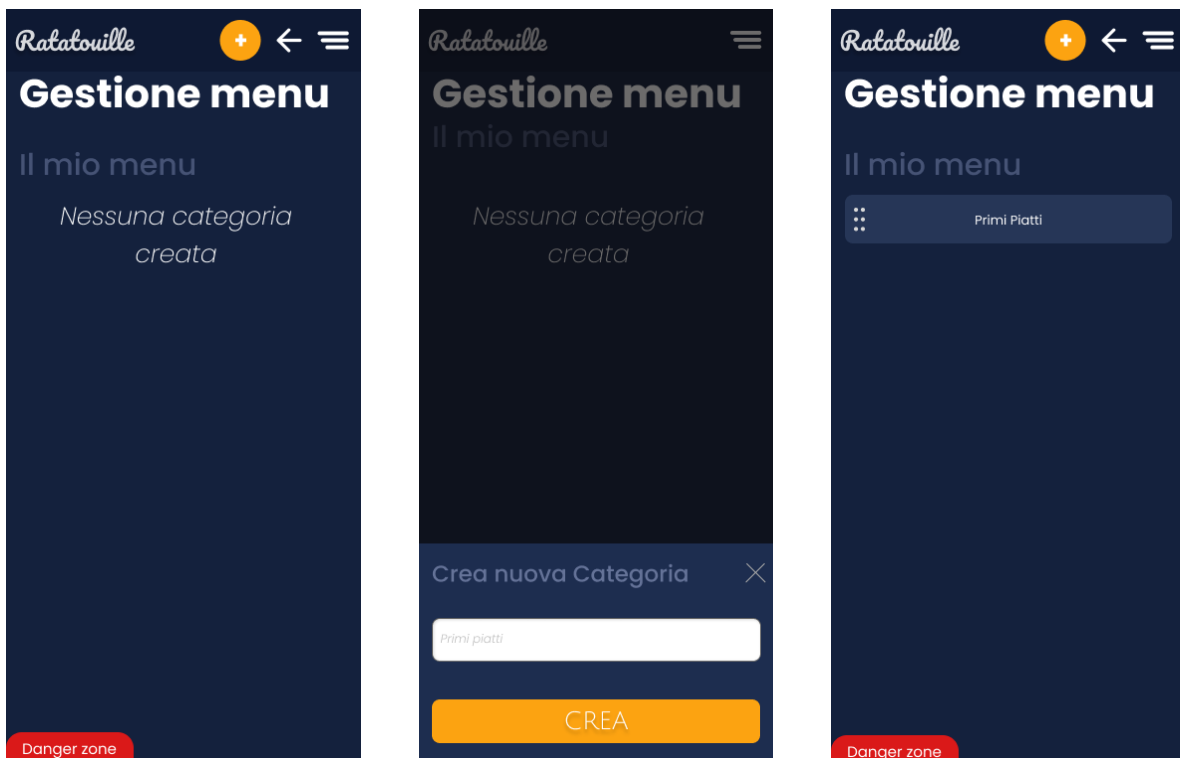 Ratatouille
Gestione menu
Il mio menu
Nessuna categoria
creata
Danger zone
Ratatouille
Gestione menu
Il mio menu
Nessuna categoria
creata
Crea nuova Categoria
Primi piatti
CREA
Ratatouille
Gestione menu
Il mio menu
Primi Piatti
Danger zone